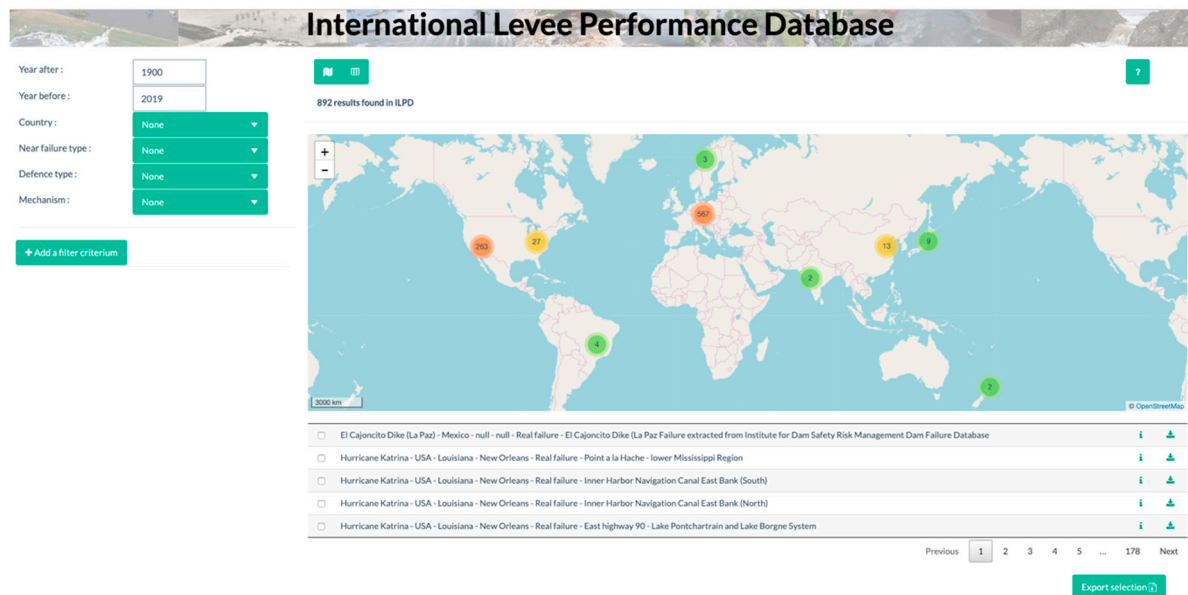 International Levee Performance Database
Year after : 1900
Year before : 2019
Country : None
Near failure type : None
Defence type : None
Mechanism : None
+ Add a filter criterium
?
892 results found in ILPD
+
-
3
567
263
27
13
9
2
4
2
3000 km
© OpenStreetMap
El Cajoncito Dike (La Paz) - Mexico - null - null - Real failure - El Cajoncito Dike (La Paz Failure extracted from Institute for Dam Safety Risk Management Dam Failure Database
Hurricane Katrina - USA - Louisiana - New Orleans - Real failure - Point a la Hache - lower Mississippi Region
Hurricane Katrina - USA - Louisiana - New Orleans - Real failure - Inner Harbor Navigation Canal East Bank (South)
Hurricane Katrina - USA - Louisiana - New Orleans - Real failure - Inner Harbor Navigation Canal East Bank (North)
Hurricane Katrina - USA - Louisiana - New Orleans - Real failure - East highway 90 - Lake Pontchartrain and Lake Borgne System
Previous 1 2 3 4 5 ... 178 Next
Export selection